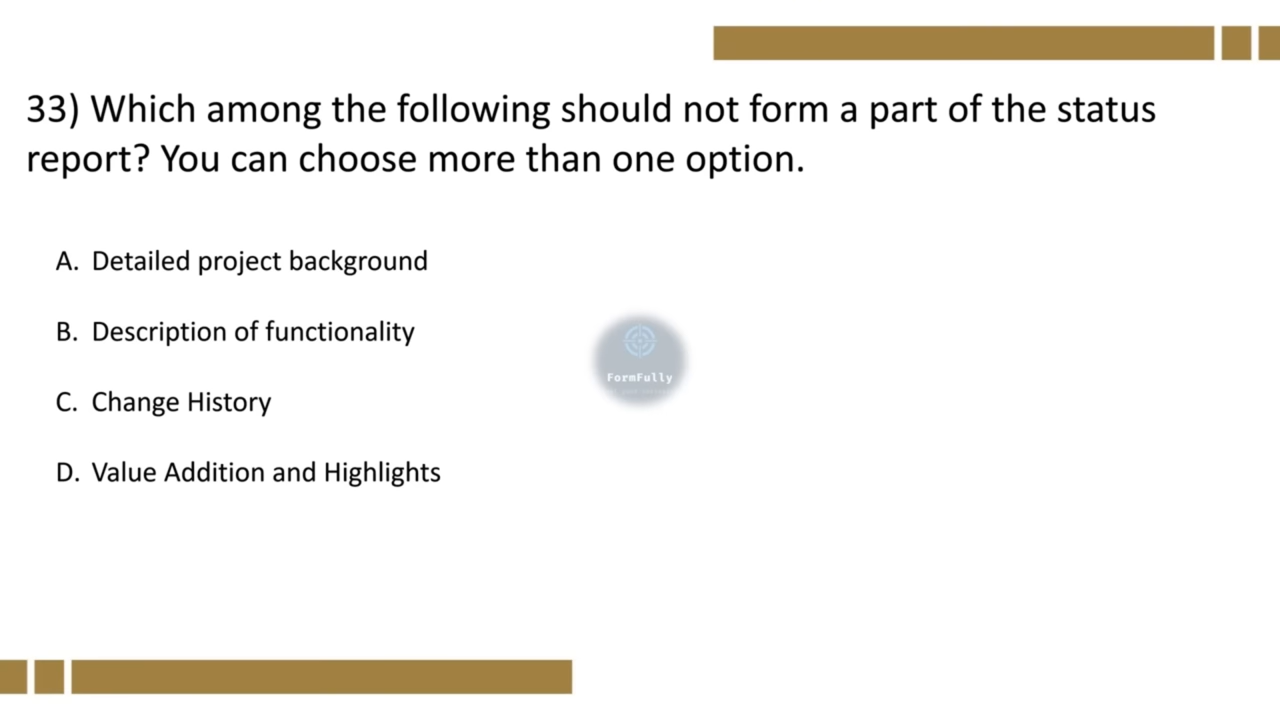 33) Which among the following should not form a part of the status
report? You can choose more than one option.
A. Detailed project background
B. Description of functionality
FormFully
C. Change History
D. Value Addition and Highlights